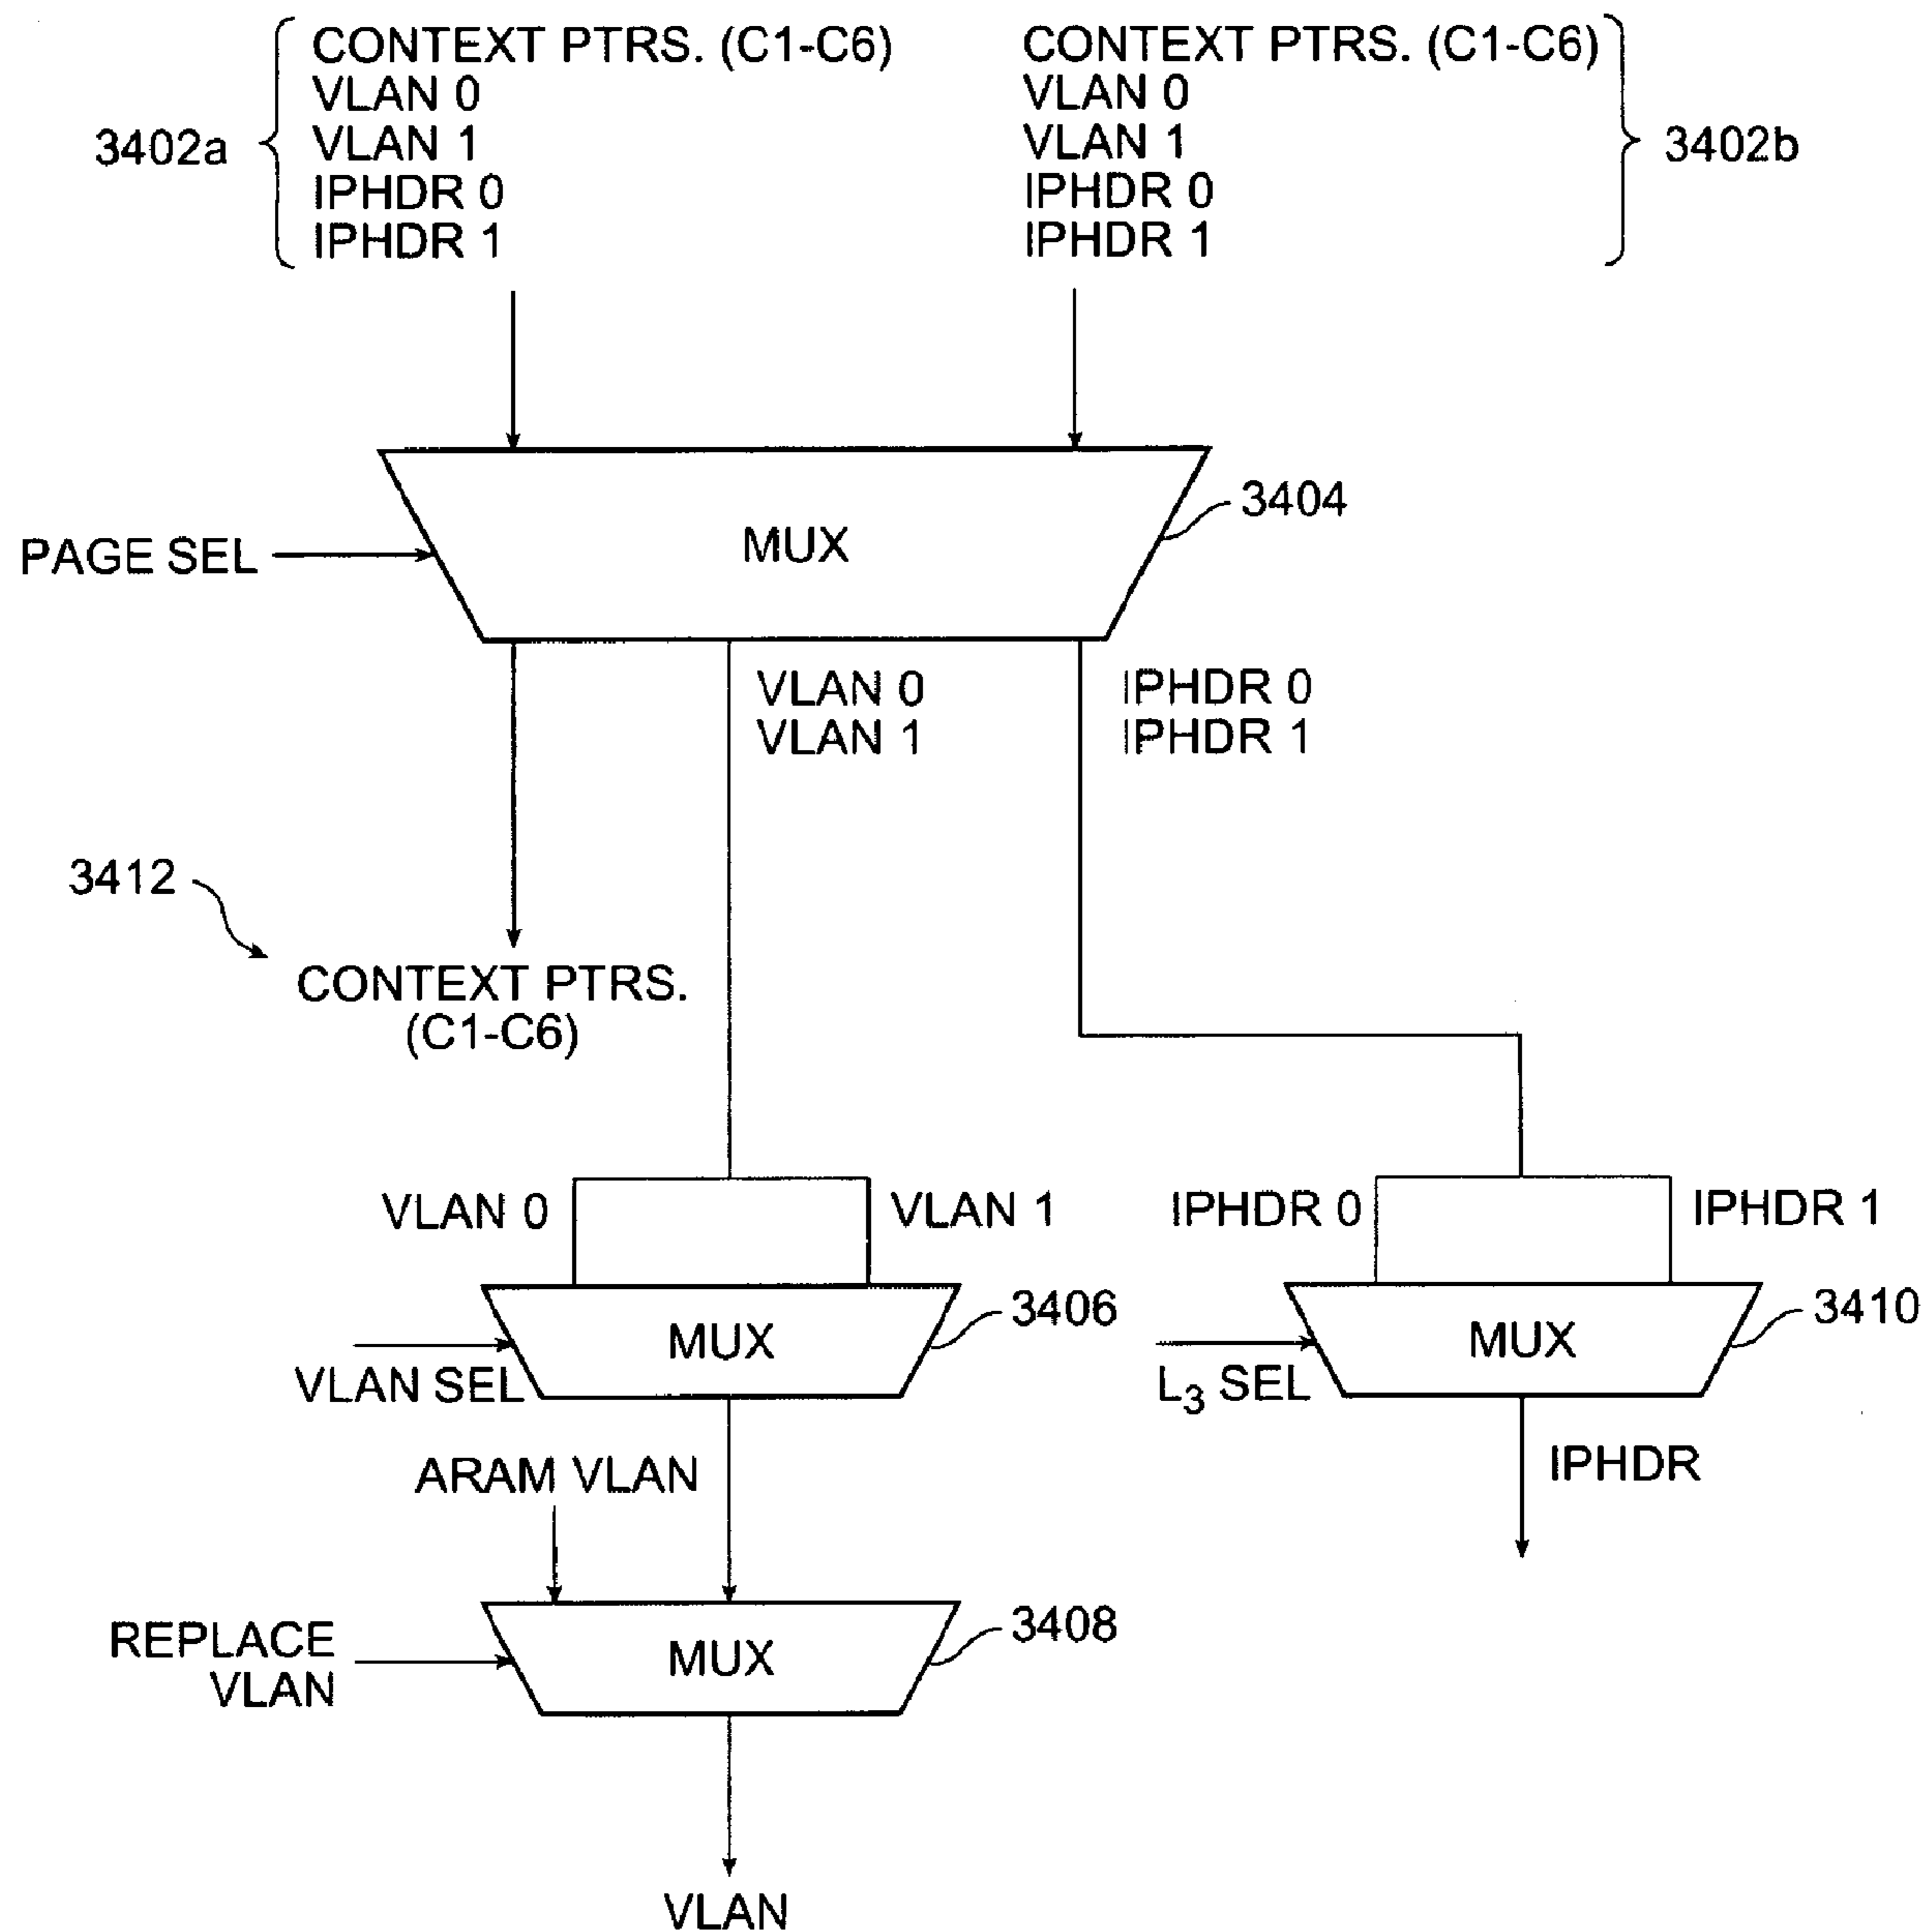 CONTEXT PTRS. (C1-C6)
VLAN 0
VLAN 1
IPHDR 0
IPHDR 1
3402a
CONTEXT PTRS. (C1-C6)
VLAN 0
VLAN 1
IPHDR 0
IPHDR 1
3402b
3404
MUX
PAGE SEL
VLAN 0
VLAN 1
IPHDR 0
IPHDR 1
3412
CONTEXT PTRS.
(C1-C6)
VLAN 0
VLAN 1
IPHDR 0
IPHDR 1
MUX
3406
VLAN SEL
MUX
3410
L3 SEL
ARAM VLAN
IPHDR
REPLACE
VLAN
MUX
3408
VLAN